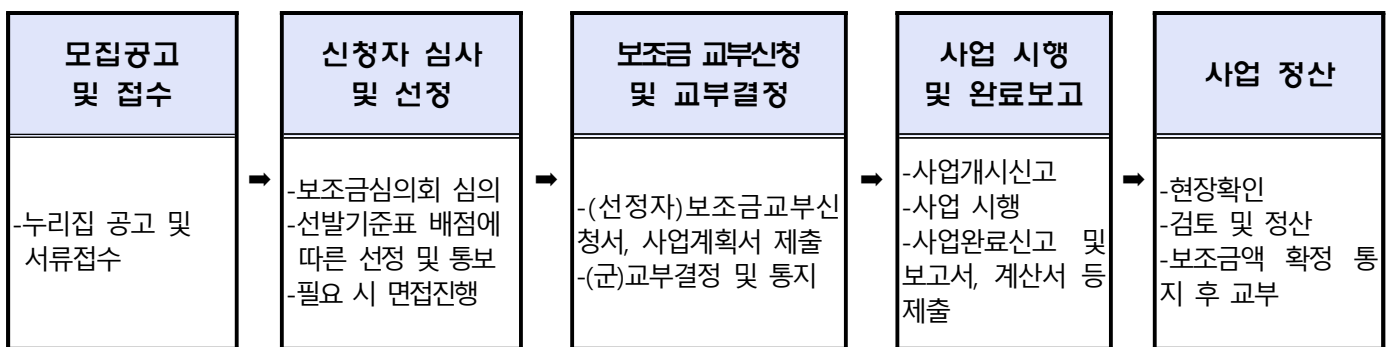 모집공고
및 접수
-누리집 공고 및
서류접수
➡
신청자 심사
및 선정
-보조금심의회 심의
-선발기준표 배점에
따른 선정 및 통보
-필요 시 면접진행
➡
보조금 교부신청
및 교부결정
-(선정자)보조금교부신
청서, 사업계획서 제출
-(군)교부결정 및 통지
➡
사업 시행
및 완료보고
-사업개시신고
-사업 시행
-사업완료신고 및
보고서, 계산서 등
제출
➡
사업 정산
-현장확인
-검토 및 정산
-보조금액 확정 통
지 후 교부